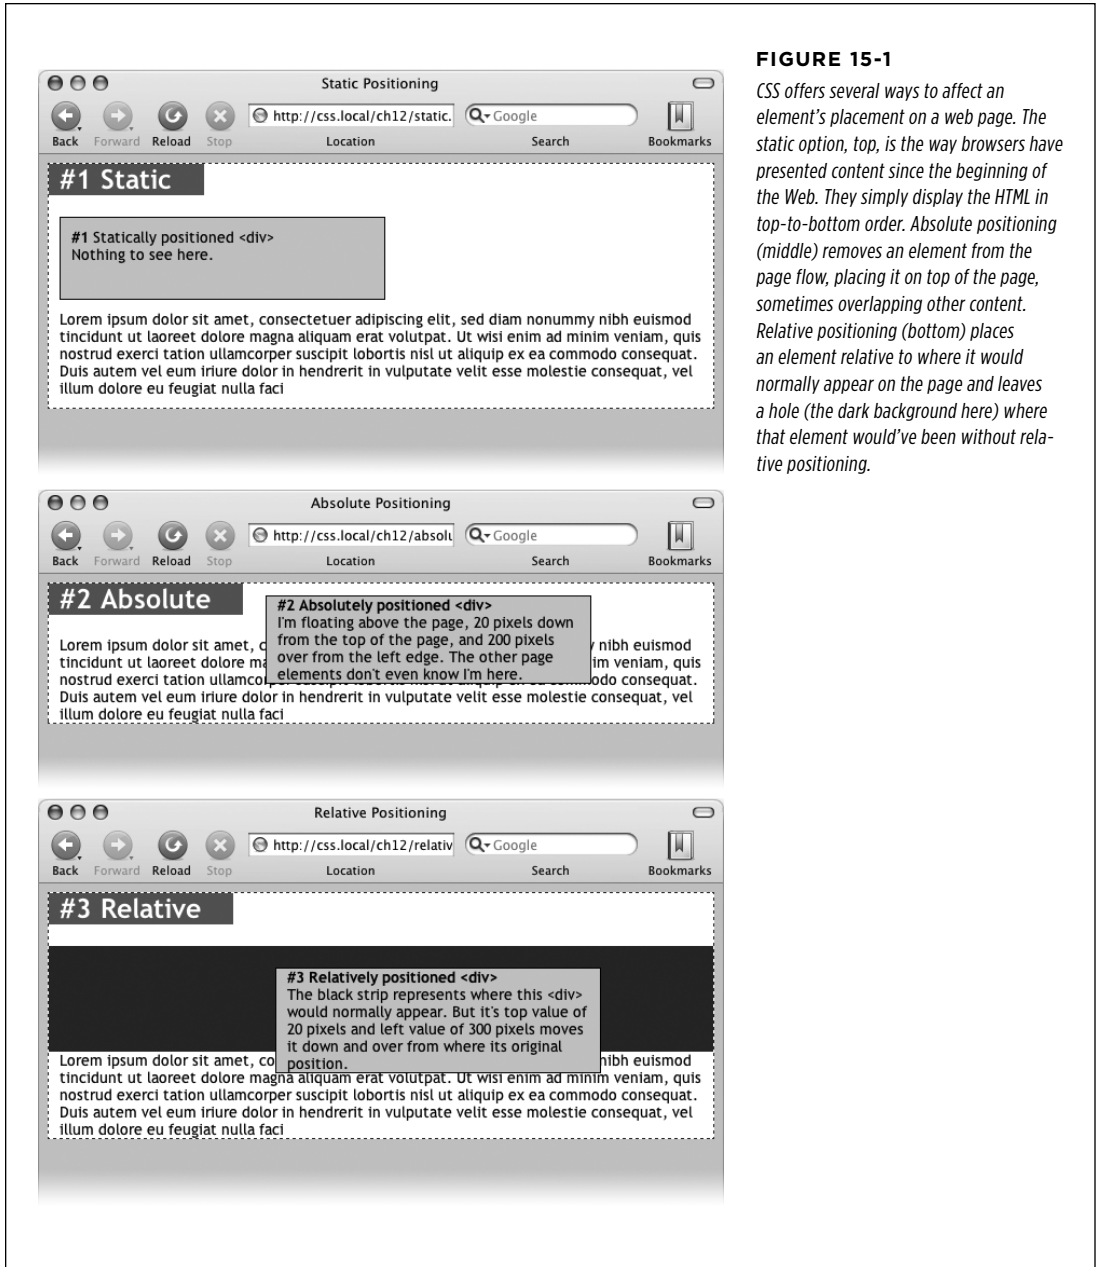 FIGURE 15-1
CSS offers several ways to affect an
element's placement on a web page. The
static option, top, is the way browsers have
presented content since the beginning of
the Web. They simply display the HTML in
top-to-bottom order. Absolute positioning
(middle) removes an element from the
page flow, placing it on top of the page,
sometimes overlapping other content.
Relative positioning (bottom) places
an element relative to where it would
normally appear on the page and leaves
a hole (the dark background here) where
that element would've been without rela-
tive positioning.
Static Positioning
http://css.local/ch12/static.
Google
Back Forward Reload Stop Location Search Bookmarks
#1 Static
#1 Statically positioned <div>
Nothing to see here.
Lorem ipsum dolor sit amet, consectetuer adipiscing elit, sed diam nonummy nibh euismod
tincidunt ut laoreet dolore magna aliquam erat volutpat. Ut wisi enim ad minim veniam, quis
nostrud exerci tation ullamcorper suscipit lobortis nisl ut aliquip ex ea commodo consequat.
Duis autem vel eum iriure dolor in hendrerit in vulputate velit esse molestie consequat, vel
illum dolore eu feugiat nulla faci
Absolute Positioning
http://css.local/ch12/absolu
Google
Back Forward Reload Stop Location Search Bookmarks
#2 Absolute
#2 Absolutely positioned <div>
I'm floating above the page, 20 pixels down
from the top of the page, and 200 pixels
over from the left edge. The other page
elements don't even know I'm here.
Lorem ipsum dolor sit amet, c nibh euismod
tincidunt ut laoreet dolore ma im veniam, quis
nostrud exerci tation ullamco odo consequat.
Duis autem vel eum iriure dolor in hendrerit in vulputate velit esse molestie consequat, vel
illum dolore eu feugiat nulla faci
Relative Positioning
http://css.local/ch12/relativ
Google
Back Forward Reload Stop Location Search Bookmarks
#3 Relative
#3 Relatively positioned <div>
The black strip represents where this <div>
would normally appear. But it's top value of
20 pixels and left value of 300 pixels moves
it down and over from where its original
position.
Lorem ipsum dolor sit amet, co nibh euismod
tincidunt ut laoreet dolore magna aliquam erat volutpat. Ut wisi enim ad minim veniam, quis
nostrud exerci tation ullamcorper suscipit lobortis nisl ut aliquip ex ea commodo consequat.
Duis autem vel eum iriure dolor in hendrerit in vulputate velit esse molestie consequat, vel
illum dolore eu feugiat nulla faci